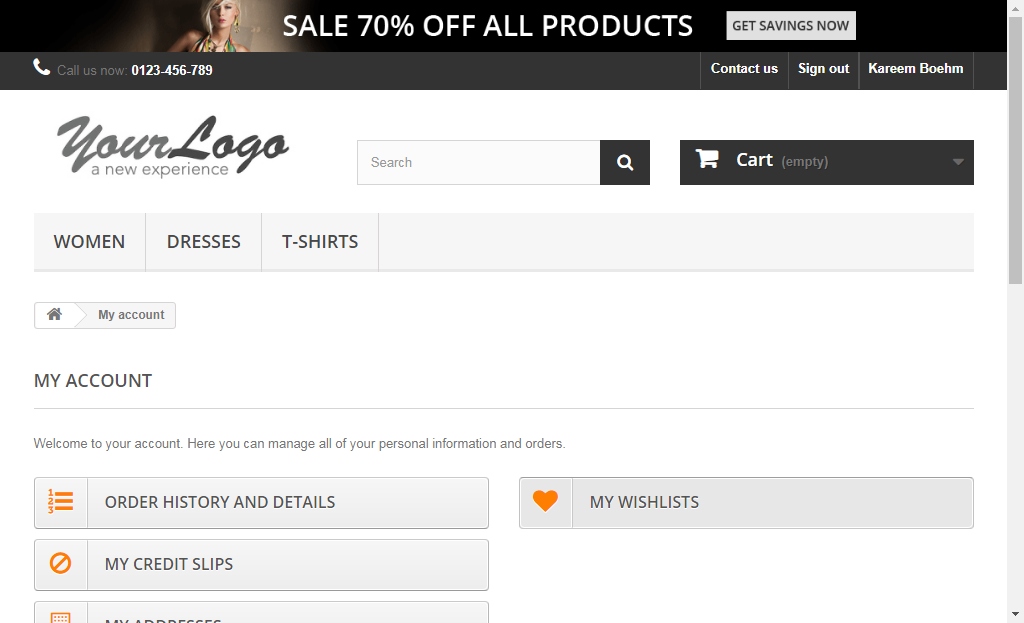 SALE 70% OFF ALL PRODUCTS GET SAVINGS NOW
Call us now: 0123-456-789 Contact us Sign out Kareem Boehm
YourLogo
a new experience
Search
Cart (empty)
WOMEN DRESSES T-SHIRTS
My account
MY ACCOUNT
Welcome to your account. Here you can manage all of your personal information and orders.
ORDER HISTORY AND DETAILS
MY WISHLISTS
MY CREDIT SLIPS
MY ADDRESSES